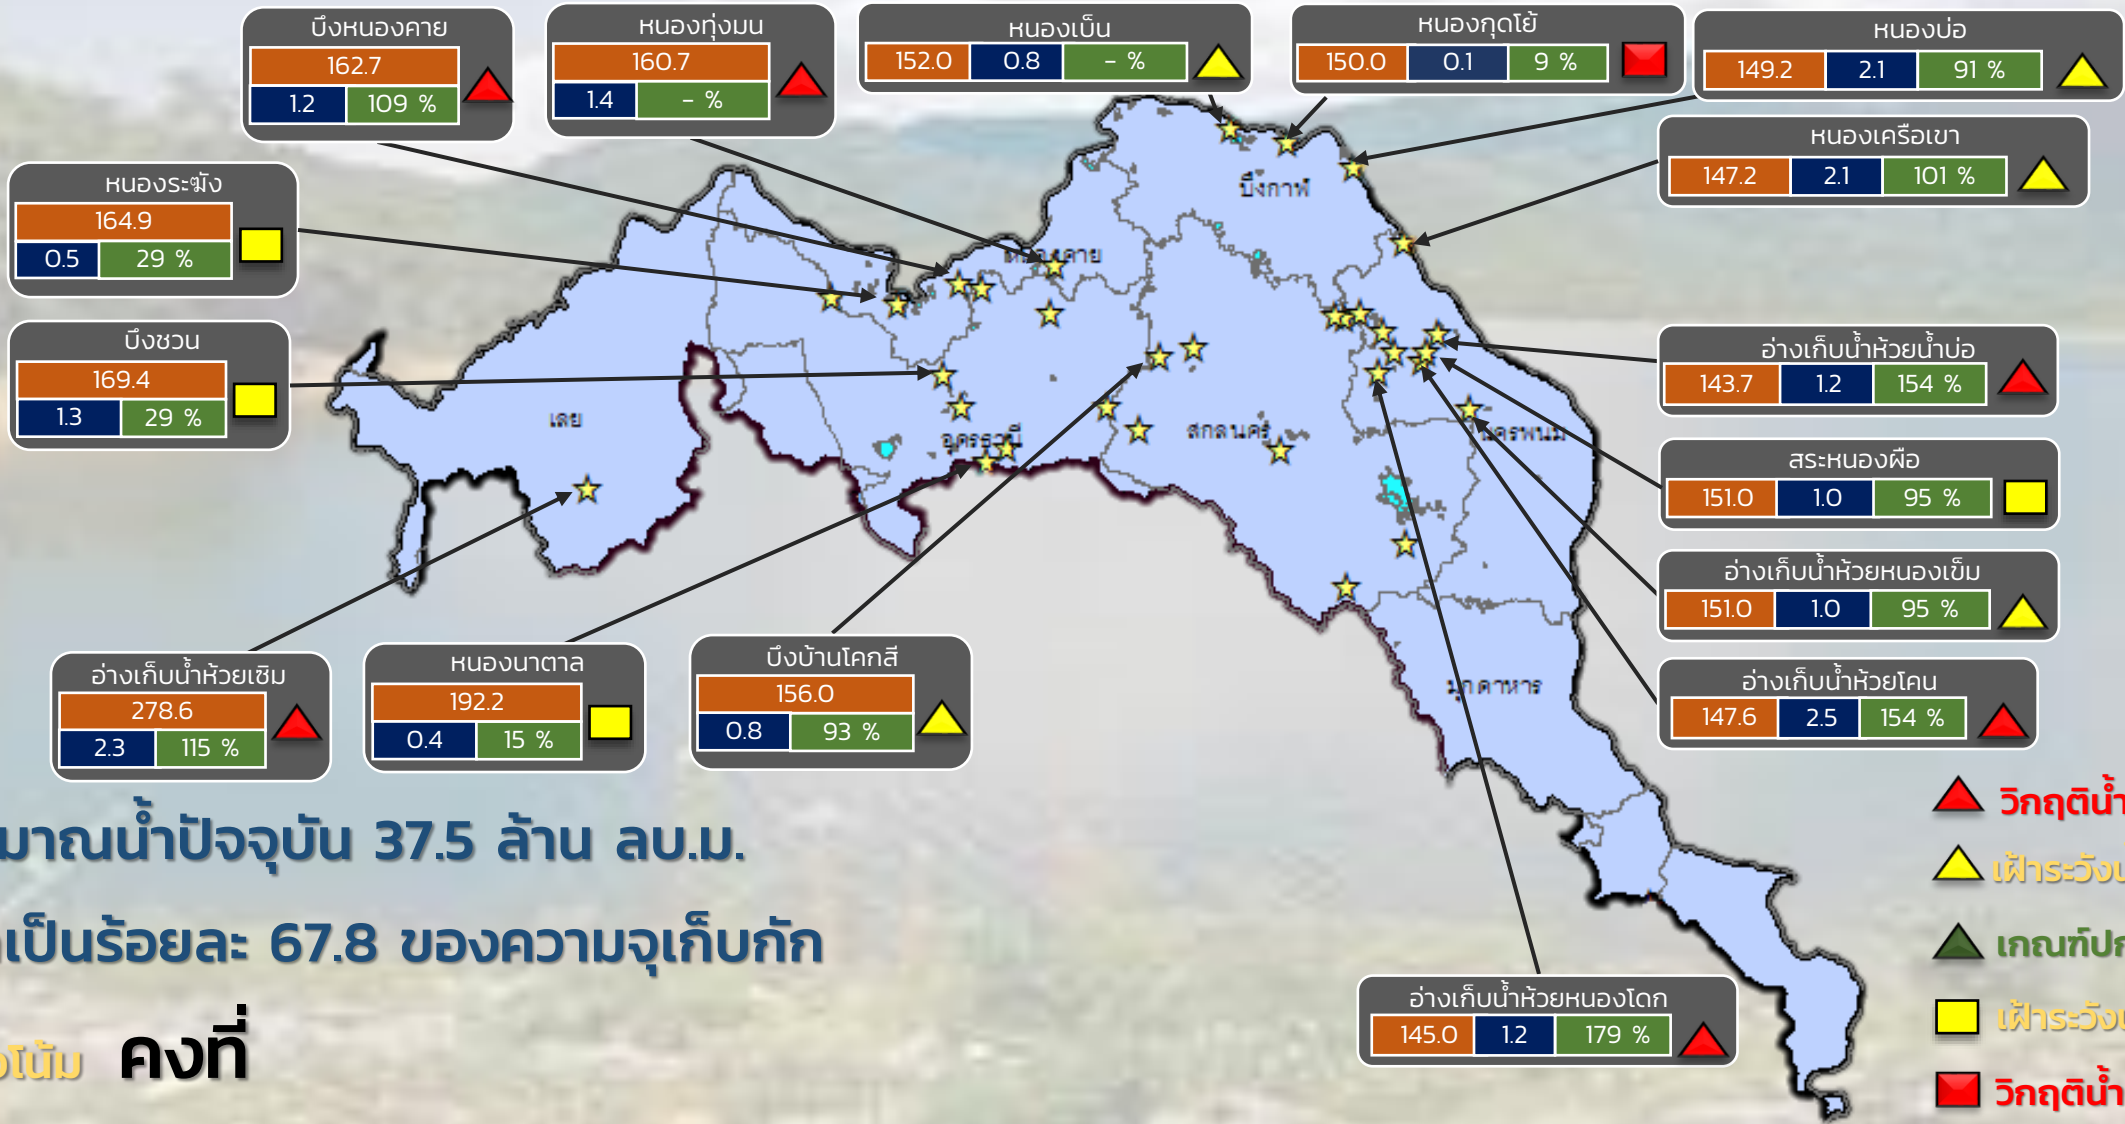 บึงหนองคาย
162.7
1.2 109 %
หนองทุ่งมน
160.7
1.4 - %
หนองเบ็น
152.0 0.8 - %
หนองกุดโย้
150.0 0.1 9 %
หนองบ่อ
149.2 2.1 91 %
หนองเครือเขา
147.2 2.1 101 %
หนองระฆัง
164.9
0.5 29 %
บึงชวน
169.4
1.3 29 %
บึงกาฬ
หนองคาย
เลย
อุดรธานี
สกลนคร
นครพนม
มุกดาหาร
อ่างเก็บน้ำห้วยน้ำบ่อ
143.7 1.2 154 %
สระหนองผือ
151.0 1.0 95 %
อ่างเก็บน้ำห้วยหนองเข็ม
151.0 1.0 95 %
อ่างเก็บน้ำห้วยโคน
147.6 2.5 154 %
อ่างเก็บน้ำห้วยเซิม
278.6
2.3 115 %
หนองนาตาล
192.2
0.4 15 %
บึงบ้านโคกสี
156.0
0.8 93 %
อ่างเก็บน้ำห้วยหนองโดก
145.0 1.2 179 %
มาณน้ำปัจจุบัน 37.5 ล้าน ลบ.ม.
เป็นร้อยละ 67.8 ของความจุเก็บกัก
โน้ม คงที่
วิกฤติน้ำ
เฝ้าระวัง
เกณฑ์ป
เฝ้าระวัง
วิกฤติน้ำ